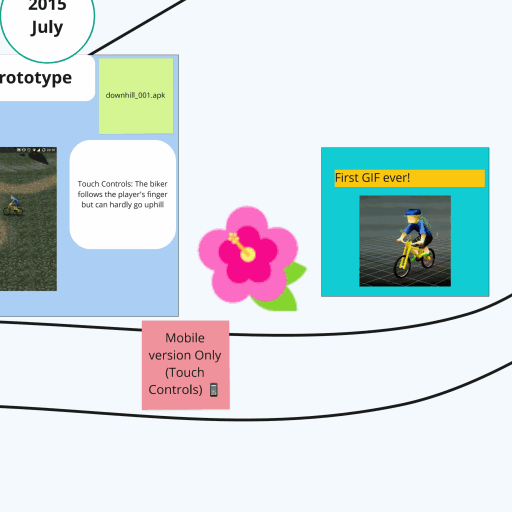 2015
July
rototype
downhill_001.apk
Touch Controls: The biker
follows the player's finger
but can hardly go uphill
First GIF ever!
Mobile
version Only
(Touch
Controls) 📱